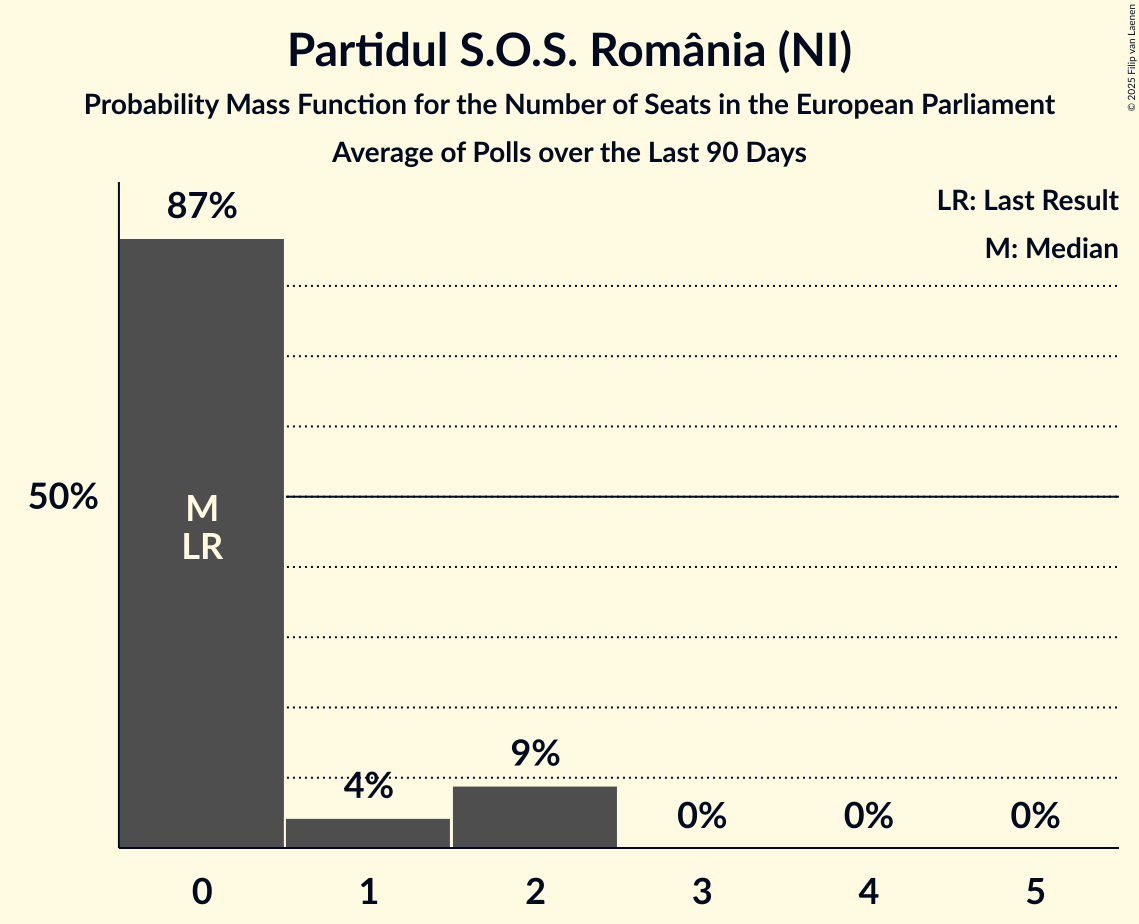 Partidul S.O.S. România (NI)
Probability Mass Function for the Number of Seats in the European Parliament
Average of Polls over the Last 90 Days
© 2025 Filip van Laenen
LR: Last Result
M: Median
87%
50%
M
LR
4%
9%
0%
0%
0%
0
1
2
3
4
5